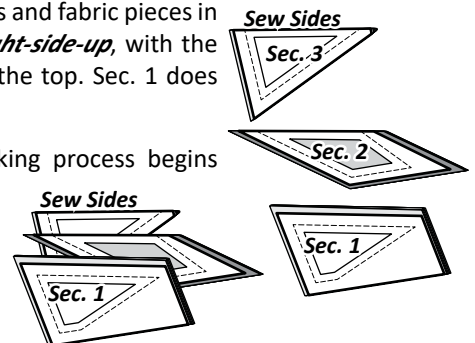 s and fabric pieces in
ght-side-up, with the
the top. Sec. 1 does
king process begins
Sew Sides
Sec. 3
Sec. 2
Sec. 1
Sew Sides
Sec. 1